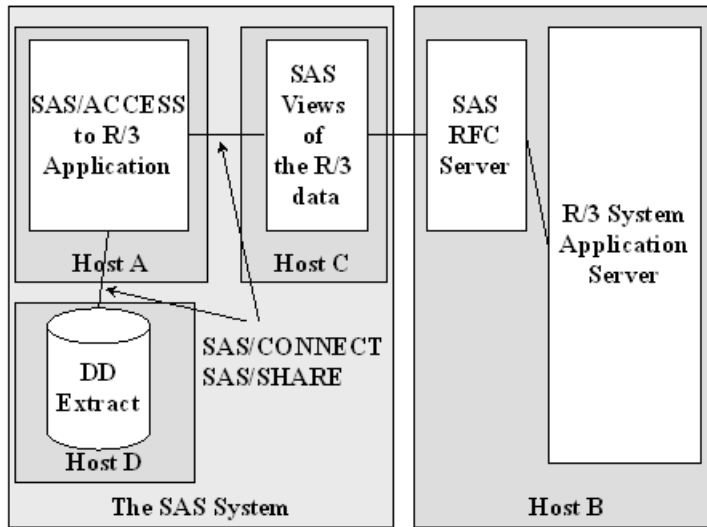 SAS/ACCESS
to R/3
Application
Host A
SAS
Views
of
the R/3
data
Host C
SAS
RFC
Server
R/3 System
Application
Server
SAS/CONNECT
SAS/SHARE
DD
Extract
Host D
The SAS System
Host B